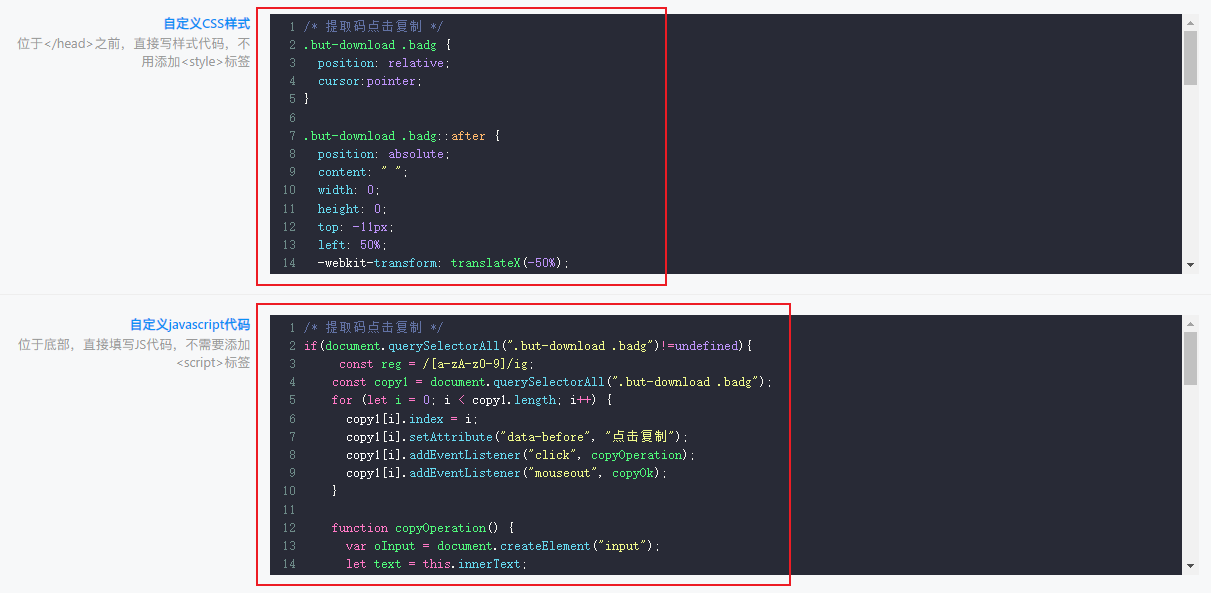 自定义CSS样式
位于</head>之前，直接写样式代码，不
用添加<style>标签
1 /* 提取码点击复制 */
2 .but-download .badg {
3 position: relative;
4 cursor:pointer;
5 }
6
7 .but-download .badg::after {
8 position: absolute;
9 content: " ";
10 width: 0;
11 height: 0;
12 top: -11px;
13 left: 50%;
14 -webkit-transform: translateX(-50%);
自定义javascript代码
位于底部，直接填写JS代码，不需要添加
<script>标签
1 /* 提取码点击复制 */
2 if(document.querySelectorAll(".but-download .badg")!=undefined){
3 const reg = /[a-zA-z0-9]/ig;
4 const copy1 = document.querySelectorAll(".but-download .badg");
5 for (let i = 0; i < copy1.length; i++) {
6 copy1[i].index = i;
7 copy1[i].setAttribute("data-before", "点击复制");
8 copy1[i].addEventListener("click", copyOperation);
9 copy1[i].addEventListener("mouseout", copyOk);
10 }
11
12 function copyOperation() {
13 var oInput = document.createElement("input");
14 let text = this.innerText;